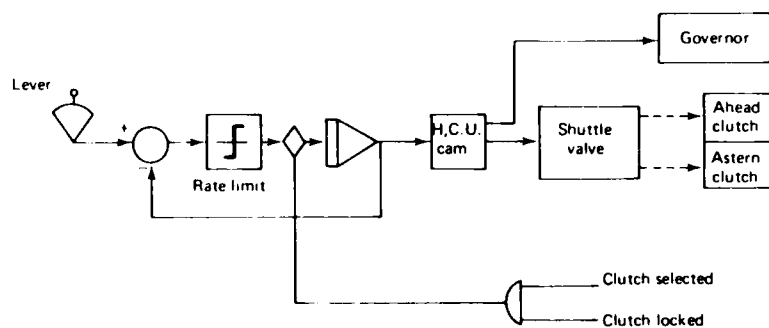 Governor
Lever
+
-
H,C.U.
cam
Shuttle
valve
Ahead
clutch
Astern
clutch
Rate limit
Clutch selected
Clutch locked